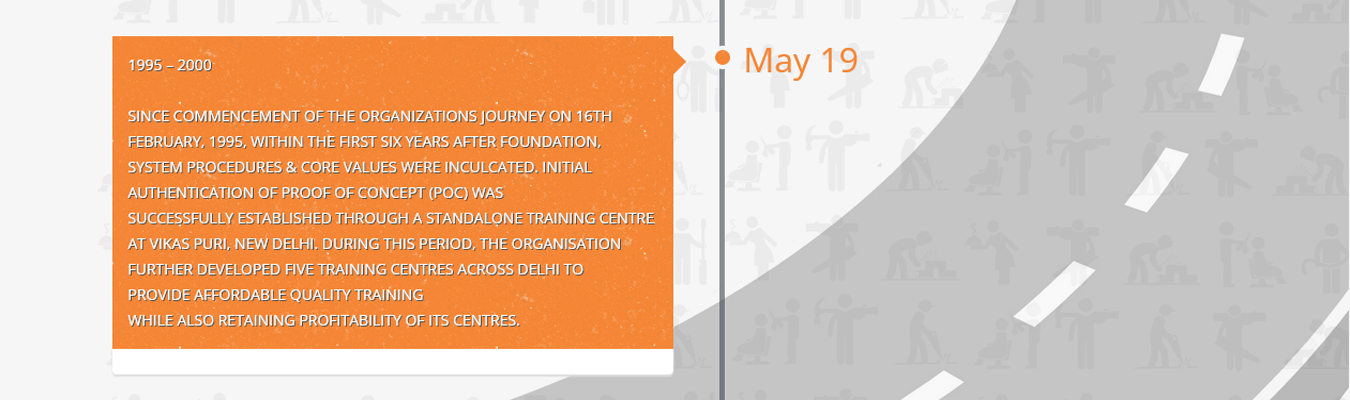 1995 – 2000
SINCE COMMENCEMENT OF THE ORGANIZATIONS JOURNEY ON 16TH
FEBRUARY, 1995, WITHIN THE FIRST SIX YEARS AFTER FOUNDATION,
SYSTEM PROCEDURES & CORE VALUES WERE INCULCATED. INITIAL
AUTHENTICATION OF PROOF OF CONCEPT (POC) WAS
SUCCESSFULLY ESTABLISHED THROUGH A STANDALONE TRAINING CENTRE
AT VIKAS PURI, NEW DELHI. DURING THIS PERIOD, THE ORGANISATION
FURTHER DEVELOPED FIVE TRAINING CENTRES ACROSS DELHI TO
PROVIDE AFFORDABLE QUALITY TRAINING
WHILE ALSO RETAINING PROFITABILITY OF ITS CENTRES.
May 19